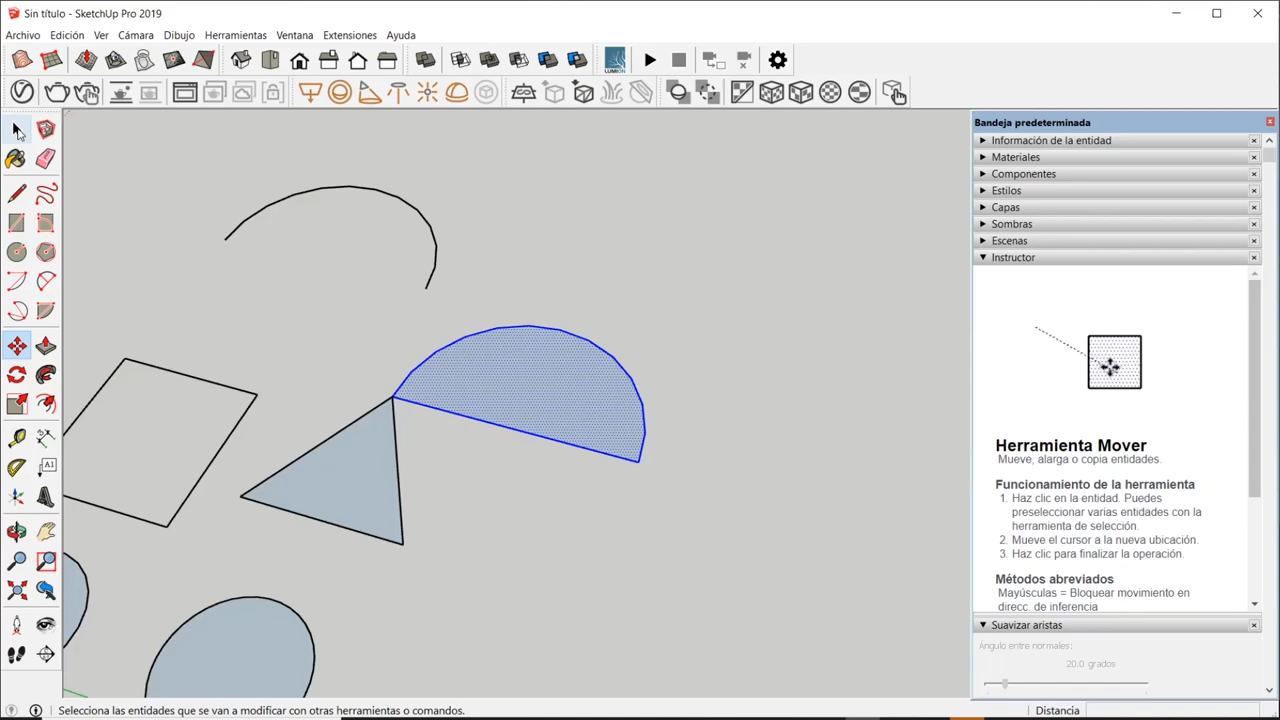 Sin título - SketchUp Pro 2019
Archivo Edición Ver Cámara Dibujo Herramientas Ventana Extensiones Ayuda
LUMION
Bandeja predeterminada
Información de la entidad
Materiales
Componentes
Estilos
Capas
Sombras
Escenas
Instructor
A1
Herramienta Mover
Mueve, alarga o copia entidades.
Funcionamiento de la herramienta
1. Haz clic en la entidad. Puedes
preseleccionar varias entidades con la
herramienta de selección.
2. Mueve el cursor a la nueva ubicación.
3. Haz clic para finalizar la operación.
Métodos abreviados
Mayúsculas = Bloquear movimiento en
direcc. de inferencia
Suavizar aristas
Ángulo entre normales:
20.0 grados
Selecciona las entidades que se van a modificar con otras herramientas o comandos.
Distancia